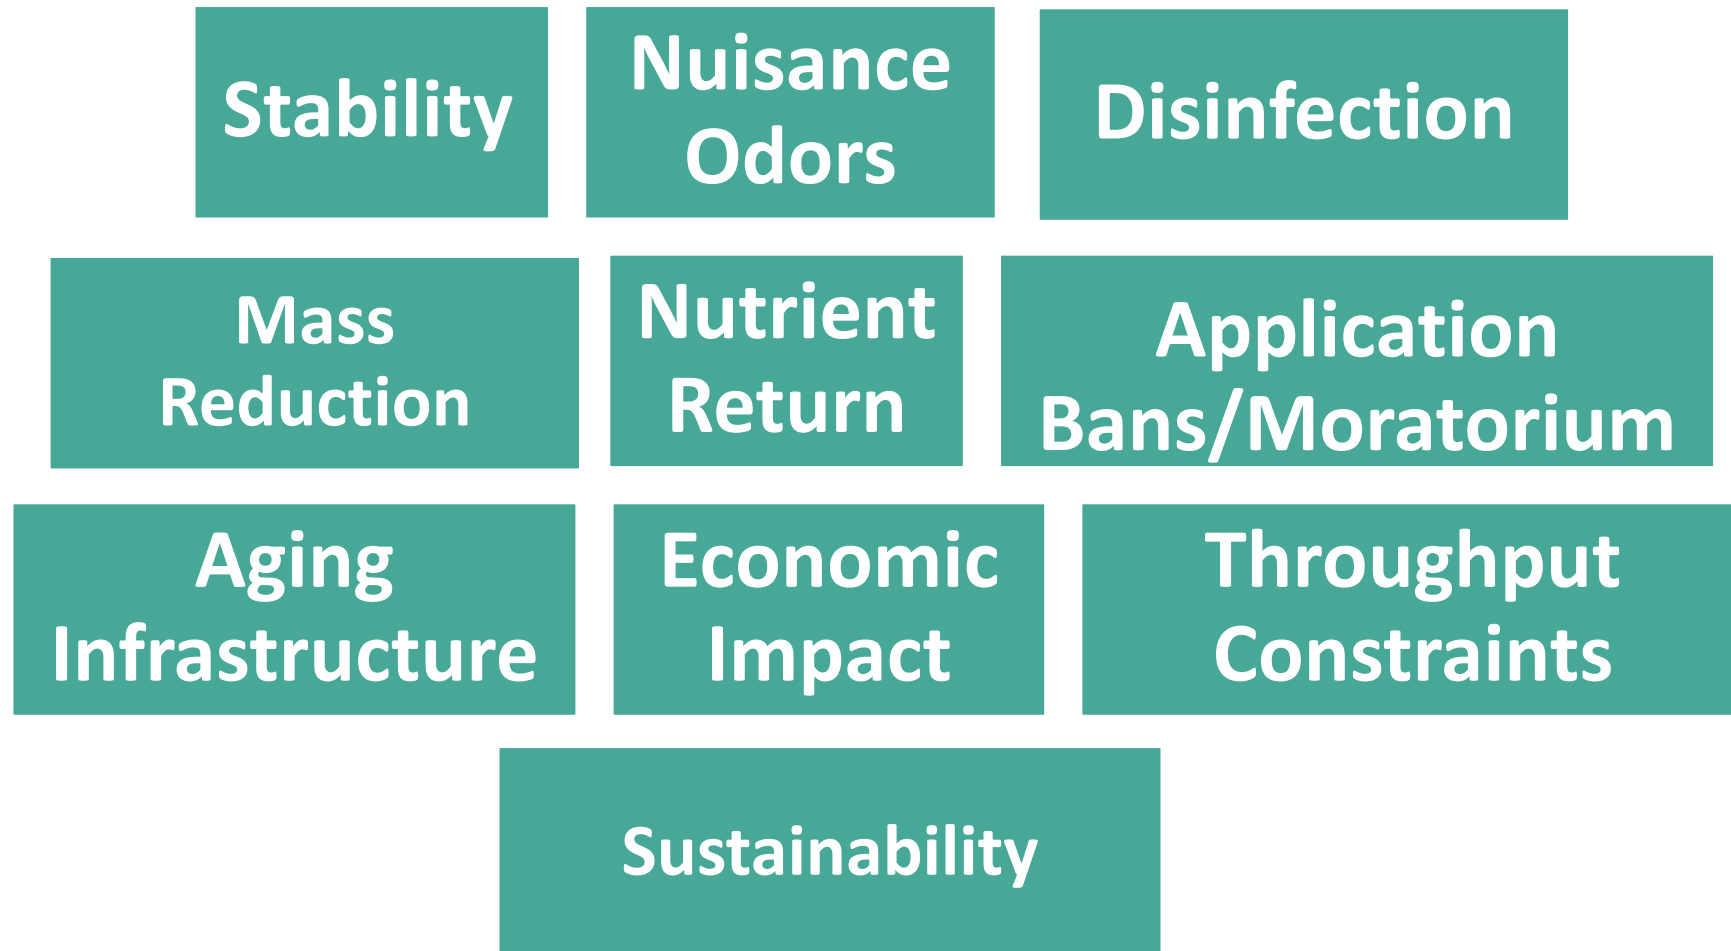 Stability
Nuisance
Odors
Disinfection
Mass
Reduction
Nutrient
Return
Application
Bans/Moratorium
Aging
Infrastructure
Economic
Impact
Throughput
Constraints
Sustainability